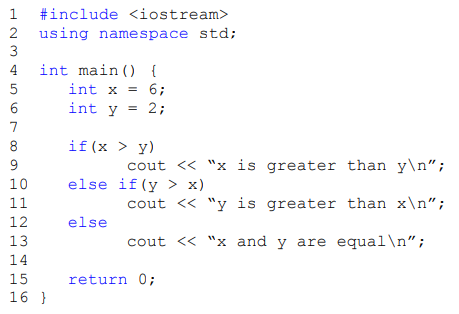 1 #include <iostream>
2 using namespace std;
3
4 int main() {
5 int x = 6;
6 int y = 2;
7
8 if(x > y)
9 cout << “x is greater than y\n”;
10 else if(y > x)
11 cout << “y is greater than x\n”;
12 else
13 cout << “x and y are equal\n”;
14
15 return 0;
16 }